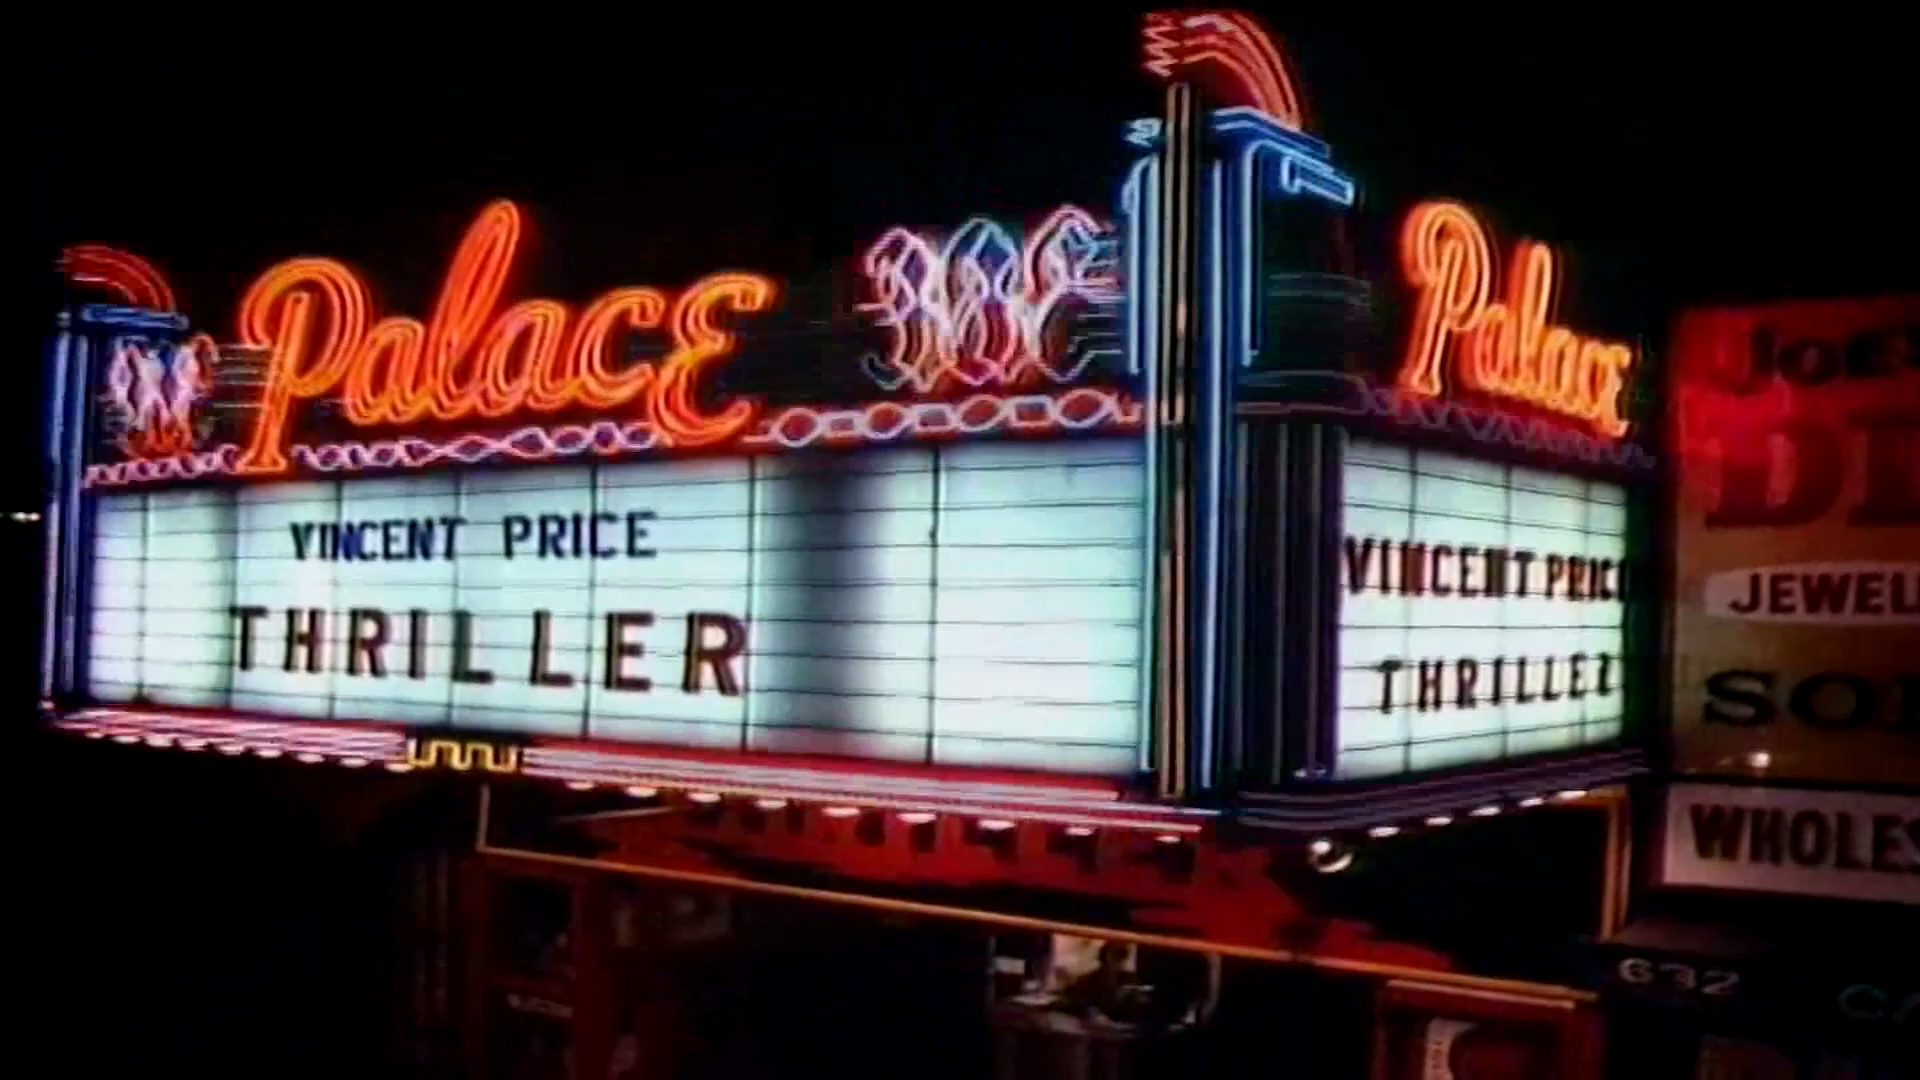 Palace
VINCENT PRICE
THRILLER
Palace
VINCENT PRICE
THRILLER
JEWEL
WHOLES
632